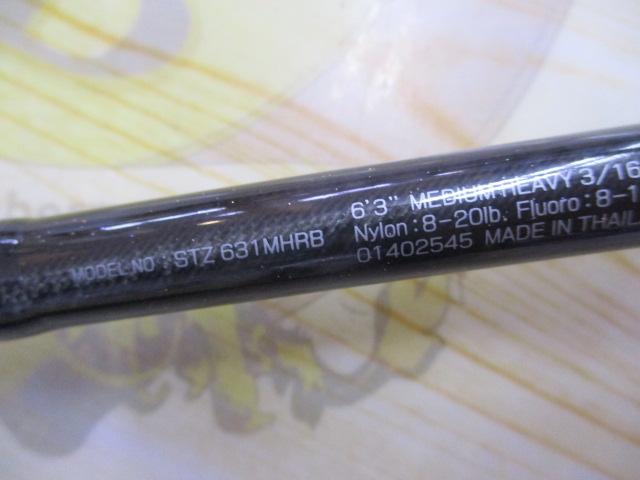 MODEL NO : STZ 631MHRB
6'3" MEDIUM-HEAVY 3/16
Nylon : 8-20lb. Fluoro : 8-1
01402545 MADE IN THAIL